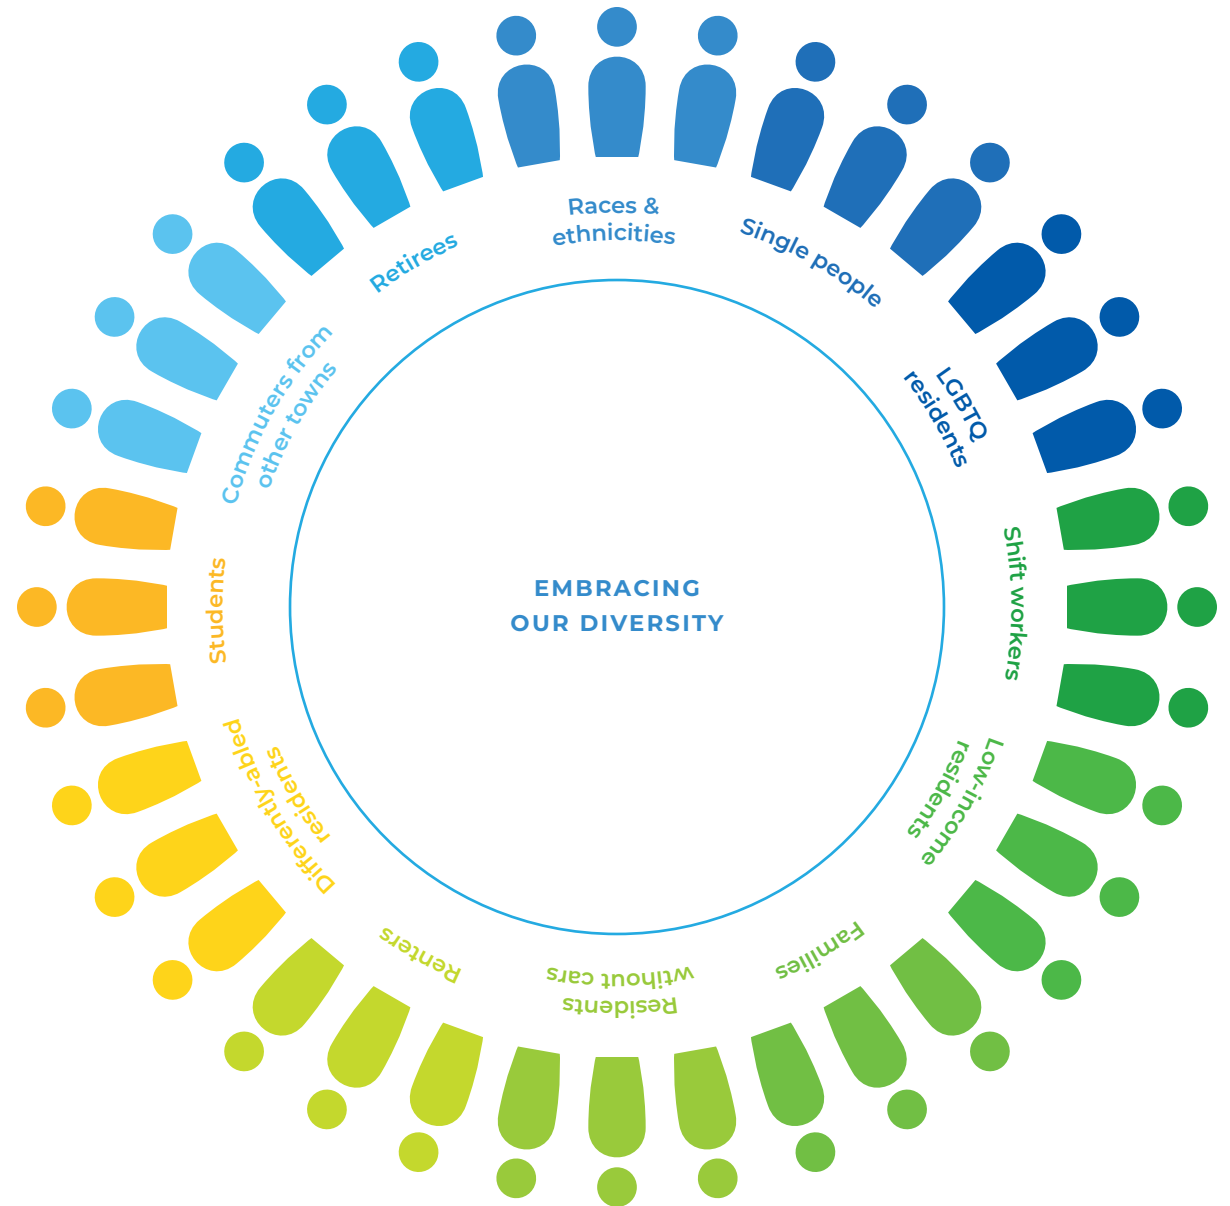 Races &
ethnicities
Single people
LGBTQ
residents
Shift workers
Low-income
residents
Families
Residents
wtihout cars
Renters
Differently-abled
residents
Students
Commuters from
other towns
Retirees
EMBRACING
OUR DIVERSITY